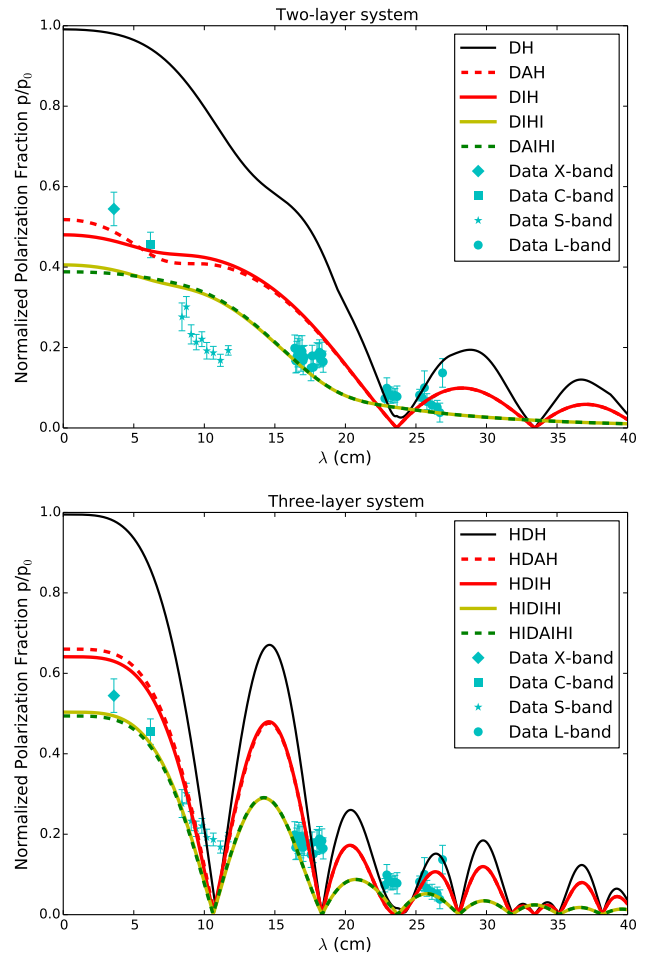 Two-layer system
Normalized Polarization Fraction p/p₀
1.0
0.8
0.6
0.4
0.2
0.0
DH
DAH
DIH
DIHI
DAIHI
Data X-band
Data C-band
Data S-band
Data L-band
0 5 10 15 20 25 30 35 40
λ (cm)
Three-layer system
Normalized Polarization Fraction p/p₀
1.0
0.8
0.6
0.4
0.2
0.0
HDH
HDAH
HDIH
HIDIHI
HIDAIHI
Data X-band
Data C-band
Data S-band
Data L-band
0 5 10 15 20 25 30 35 40
λ (cm)